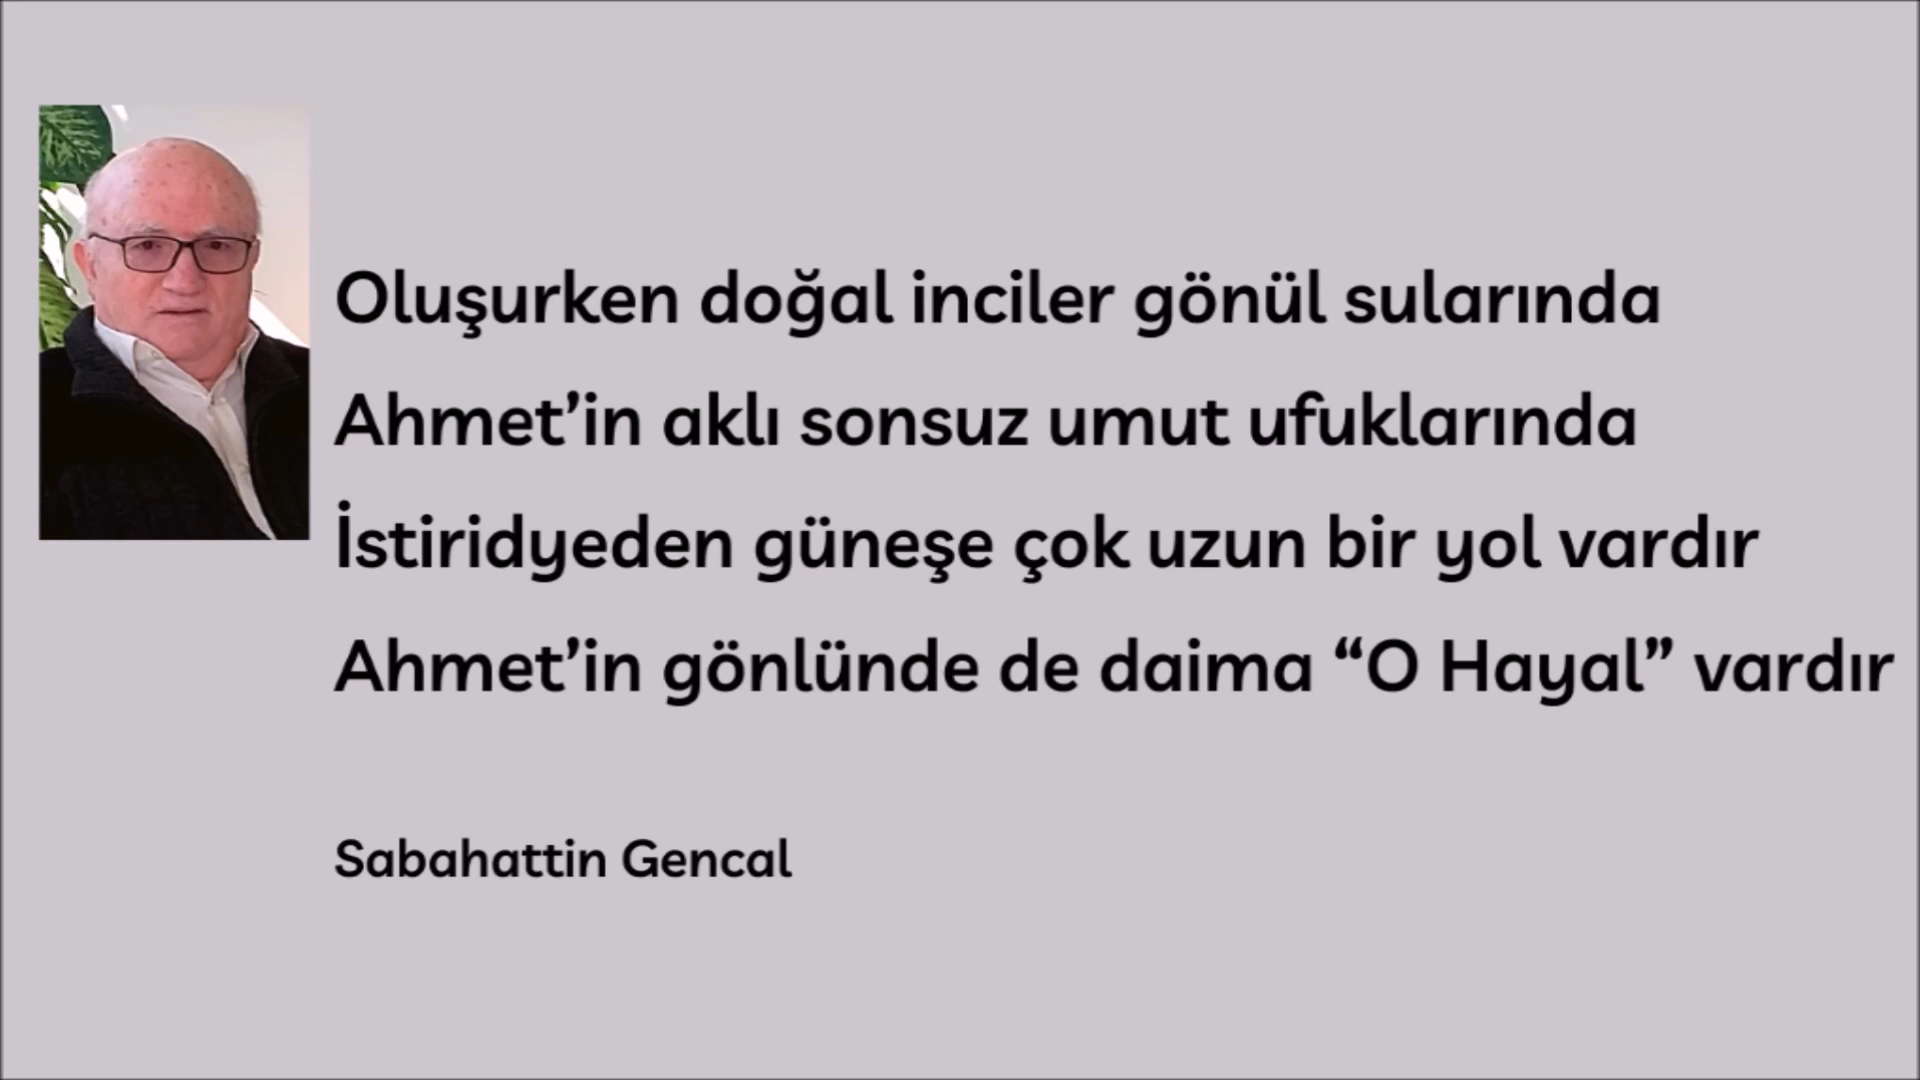 Oluşurken doğal inciler gönül sularında
Ahmet’in aklı sonsuz umut ufuklarında
İstiridyeden güneşe çok uzun bir yol vardır
Ahmet’in gönlünde de daima “O Hayal” vardır
Sabahattin Gencal